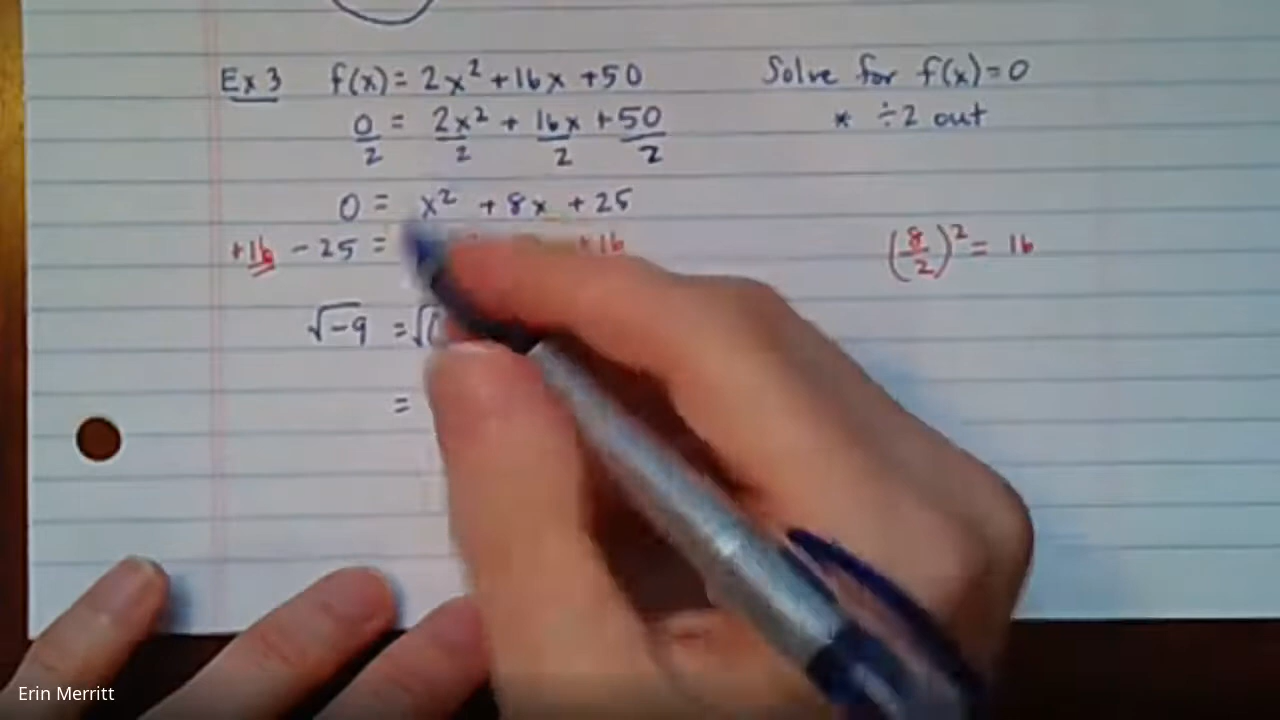 Ex 3 f(x) = 2x² + 16x + 50 Solve for f(x) = 0
0/2 = 2x²/2 + 16x/2 + 50/2 * ÷2 out
0 = x² + 8x + 25
+16 - 25 = +16 (8/2)² = 16
√-9 = √(
=
Erin Merritt